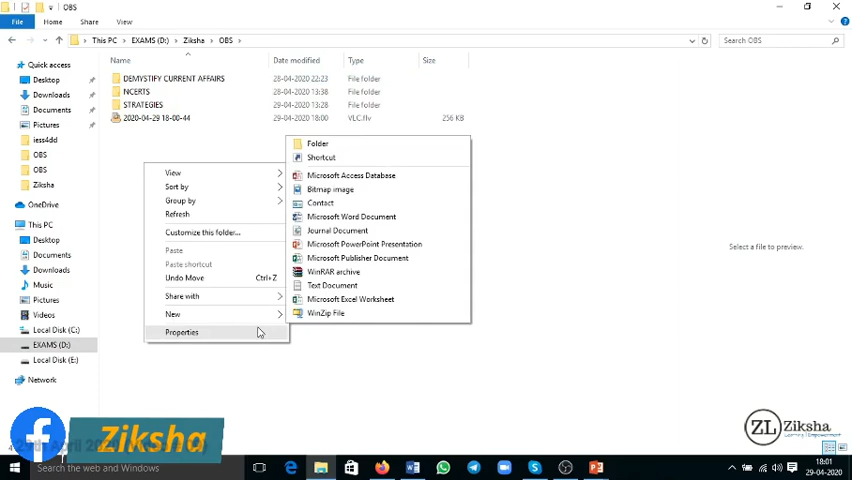 OBS
File
Home
Share
View
This PC
EXAMS (D:)
Ziksha
OBS
Search OBS
Quick access
Desktop
Downloads
Documents
Pictures
iess4dd
OBS
OBS
Ziksha
OneDrive
This PC
Desktop
Documents
Downloads
Music
Pictures
Videos
Local Disk (C:)
EXAMS (D:)
Local Disk (E:)
Network
Name
Date modified
Type
Size
DEMYSTIFY CURRENT AFFAIRS
28-04-2020 22:23
File folder
NCERTS
28-04-2020 13:38
File folder
STRATEGIES
29-04-2020 13:28
File folder
2020-04-29 18-00-44
29-04-2020 18:00
VLC.flv
256 KB
View
Sort by
Group by
Refresh
Customize this folder...
Paste
Paste shortcut
Undo Move
Ctrl+Z
Share with
New
Properties
Folder
Shortcut
Microsoft Access Database
Bitmap image
Contact
Microsoft Word Document
Journal Document
Microsoft PowerPoint Presentation
Microsoft Publisher Document
WinRAR archive
Text Document
Microsoft Excel Worksheet
WinZip File
Select a file to preview.
Ziksha
ZL Ziksha
Search the web and Windows
18:01
29-04-2020